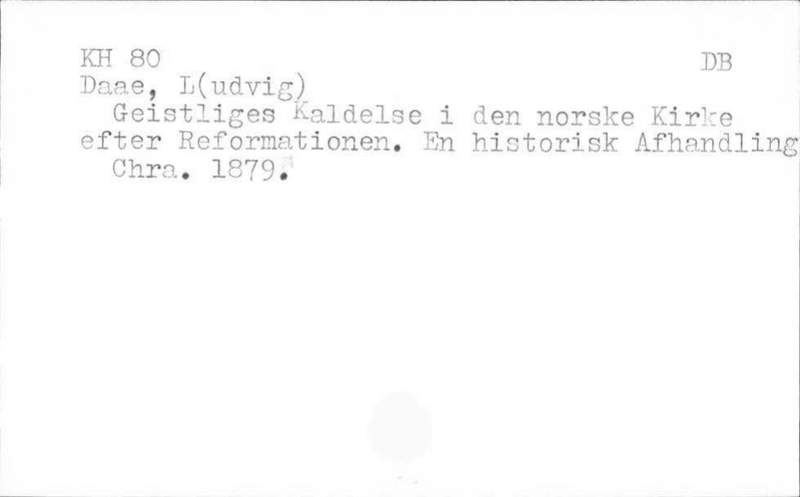 KH 80 DB
Daae, L(udvig)
Geistliges Kaldelse i den norske Kirke
efter Reformationen. En historisk Afhandling
Chra. 1879.